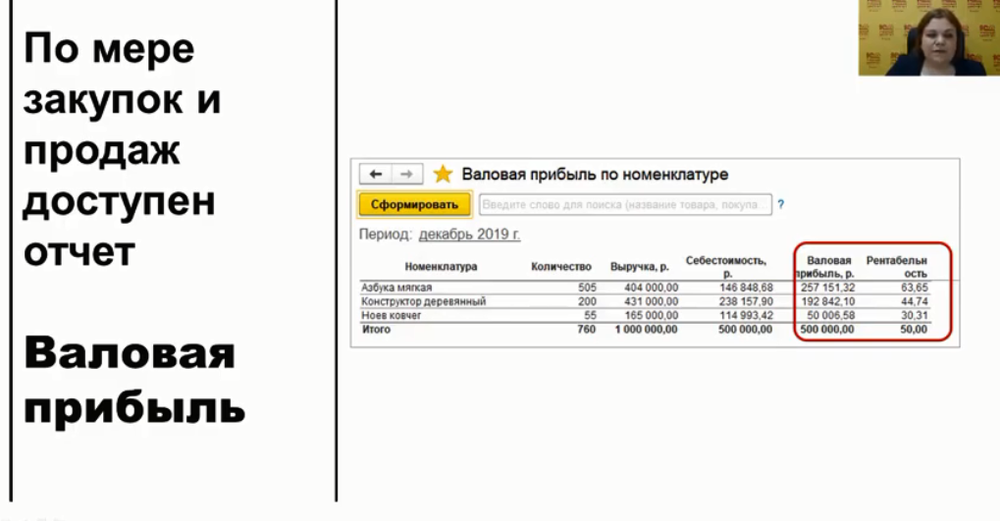 По мере
закупок и
продаж
доступен
отчет
Валовая
прибыль
Валовая прибыль по номенклатуре
Сформировать Введите слово для поиска (название товара, покупа... ?
Период: декабрь 2019 г.
Номенклатура Количество Выручка, р. Себестоимость, р. Валовая прибыль, р. Рентабельн ость
Азбука мягкая 505 404 000,00 146 848,68 257 151,32 63,65
Конструктор деревянный 200 431 000,00 238 157,90 192 842,10 44,74
Ноев ковчег 55 165 000,00 114 993,42 50 006,58 30,31
Итого 760 1 000 000,00 500 000,00 500 000,00 50,00